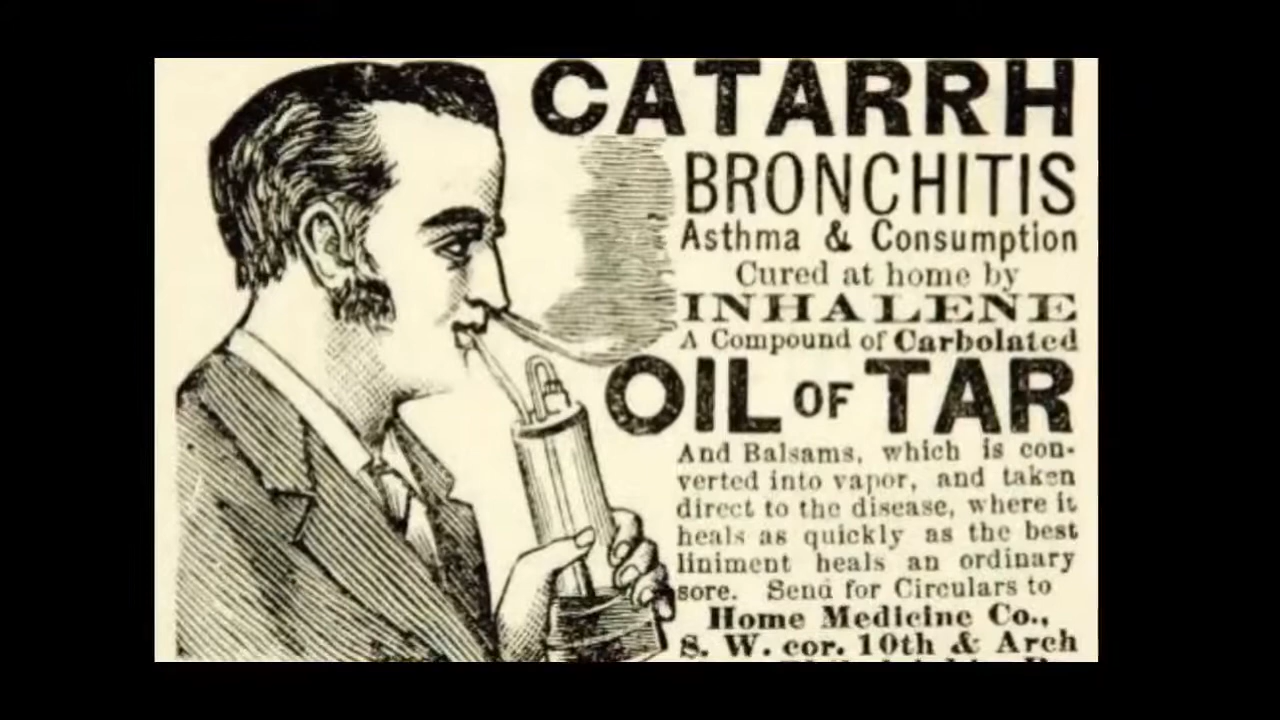 CATARRH
BRONCHITIS
Asthma & Consumption
Cured at home by
INHALENE
A Compound of Carbolated
OIL OF TAR
And Balsams, which is con-
verted into vapor, and taken
direct to the disease, where it
heals as quickly as the best
liniment heals an ordinary
sore. Send for Circulars to
Home Medicine Co.,
S. W. cor. 10th & Arch